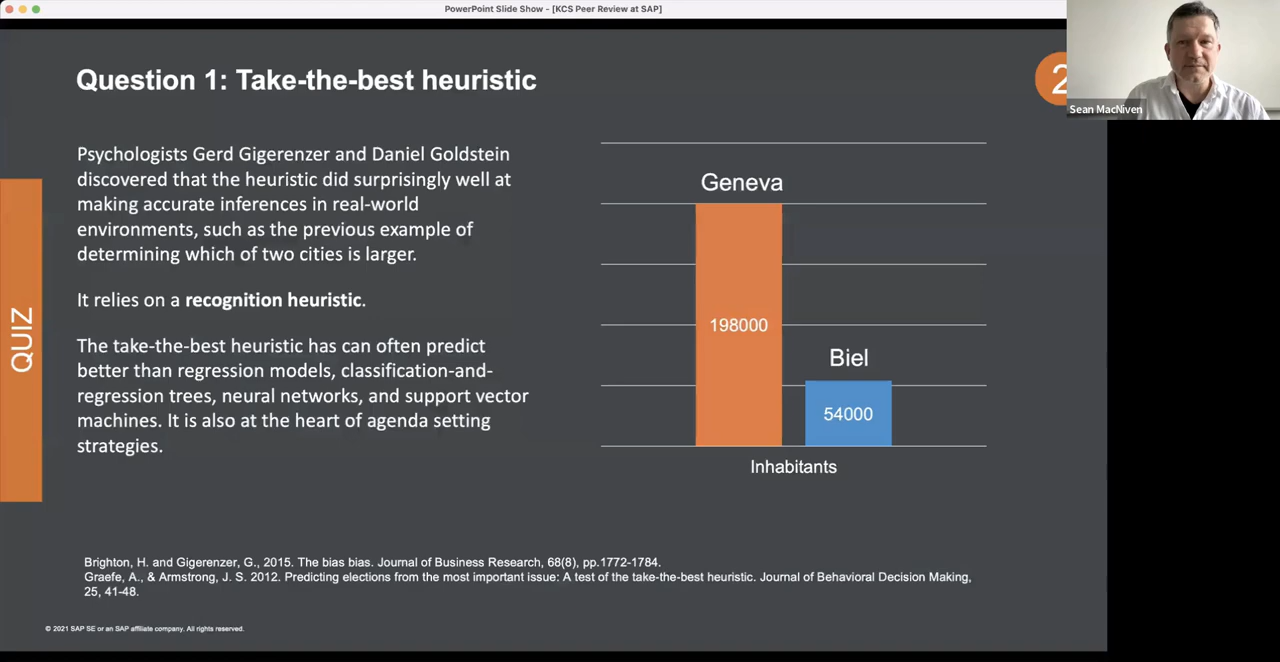 PowerPoint Slide Show - [KCS Peer Review at SAP]
Question 1: Take-the-best heuristic
2
Sean MacNiven
Psychologists Gerd Gigerenzer and Daniel Goldstein
discovered that the heuristic did surprisingly well at
making accurate inferences in real-world
environments, such as the previous example of
determining which of two cities is larger.
It relies on a recognition heuristic.
The take-the-best heuristic has can often predict
better than regression models, classification-and-
regression trees, neural networks, and support vector
machines. It is also at the heart of agenda setting
strategies.
QUIZ
Geneva
198000
Biel
54000
Inhabitants
Brighton, H. and Gigerenzer, G., 2015. The bias bias. Journal of Business Research, 68(8), pp.1772-1784.
Graefe, A., & Armstrong, J. S. 2012. Predicting elections from the most important issue: A test of the take-the-best heuristic. Journal of Behavioral Decision Making,
25, 41-48.
© 2021 SAP SE or an SAP affiliate company. All rights reserved.